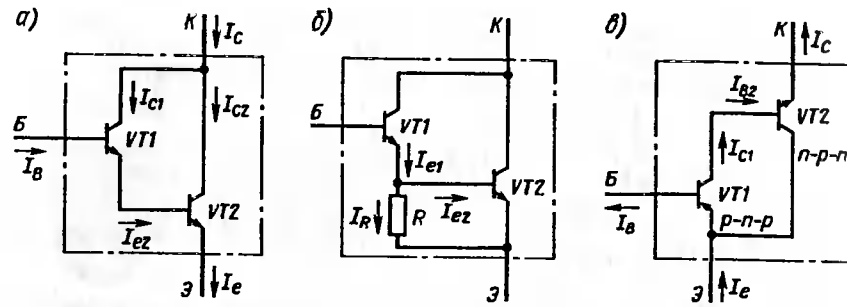 а)
К
I_C
I_C1
I_C2
Б
I_B
VT1
VT2
I_e2
Э
I_e
б)
К
Б
VT1
I_e1
VT2
I_R
R
I_e2
Э
в)
К
I_C
I_B2
VT2
n-p-n
I_C1
Б
VT1
I_B
p-n-p
Э
I_e